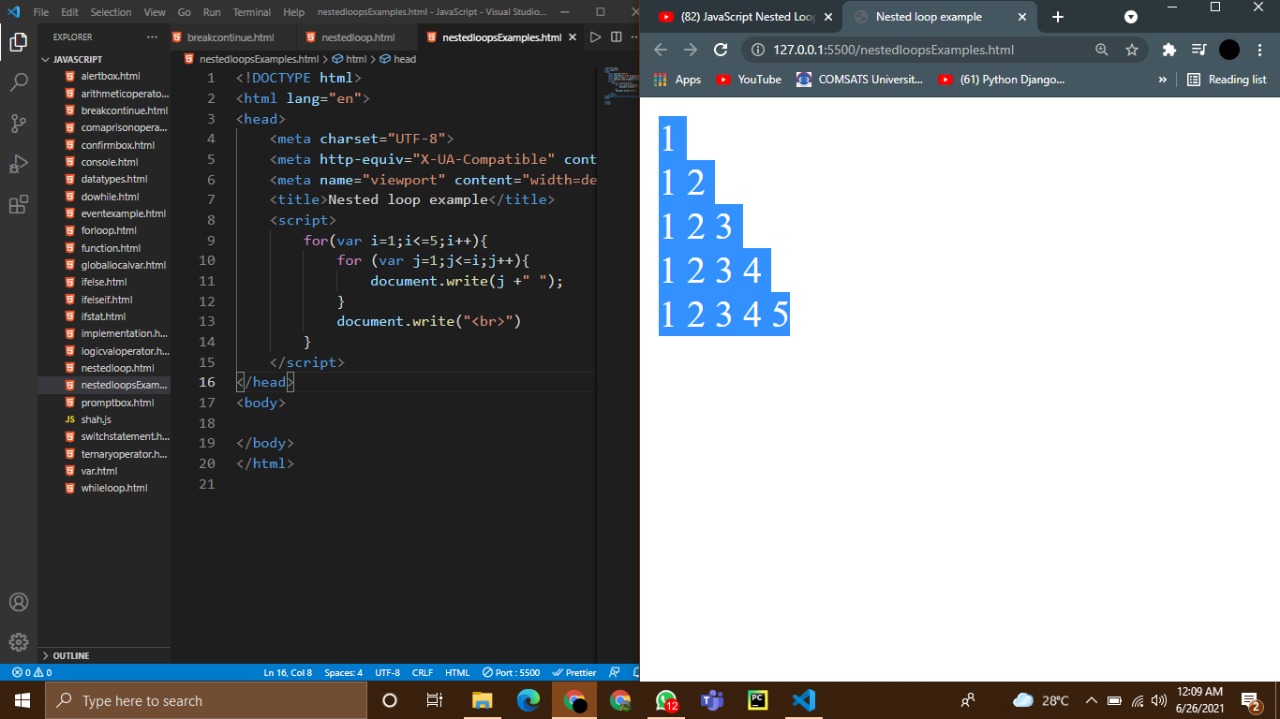 File Edit Selection View Go Run Terminal Help nestedloopsExamples.html - JavaScript - Visual Studio...
EXPLORER
JAVASCRIPT
alertbox.html
arithmeticoperato...
breakcontinue.html
comaprisonopera...
confirmbox.html
console.html
datatypes.html
dowhile.html
eventexample.html
forloop.html
function.html
globallocalvar.html
ifelse.html
ifelseif.html
ifstat.html
implementation.h...
logicvaloperator.h...
nestedloop.html
nestedloopsExam...
promptbox.html
JS shah.js
switchstatement.h...
ternaryoperator.h...
var.html
whileloop.html
OUTLINE
breakcontinue.html nestedloop.html nestedloopsExamples.html
nestedloopsExamples.html > html > head
1 <!DOCTYPE html>
2 <html lang="en">
3 <head>
4 <meta charset="UTF-8">
5 <meta http-equiv="X-UA-Compatible" cont
6 <meta name="viewport" content="width=de
7 <title>Nested loop example</title>
8 <script>
9 for(var i=1;i<=5;i++){
10 for (var j=1;j<=i;j++){
11 document.write(j +" ");
12 }
13 document.write("<br>")
14 }
15 </script>
16 </head>
17 <body>
18
19 </body>
20 </html>
21
0 0 Ln 16, Col 8 Spaces: 4 UTF-8 CRLF HTML Port : 5500 Prettier
(82) JavaScript Nested Loo Nested loop example
127.0.0.1:5500/nestedloopsExamples.html
Apps YouTube COMSATS Universit... (61) Python Django... » Reading list
1
1 2
1 2 3
1 2 3 4
1 2 3 4 5
Type here to search
PC
12
28°C
12:09 AM
6/26/2021
2